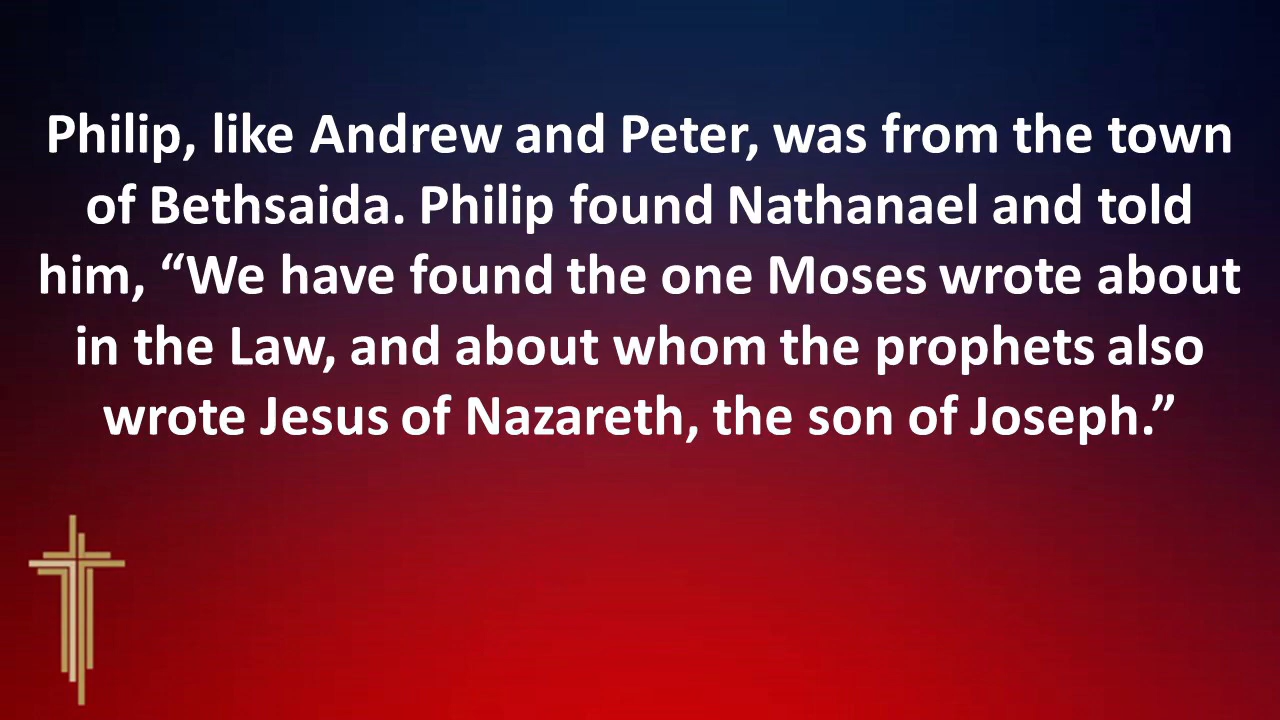 Philip, like Andrew and Peter, was from the town
of Bethsaida. Philip found Nathanael and told
him, “We have found the one Moses wrote about
in the Law, and about whom the prophets also
wrote Jesus of Nazareth, the son of Joseph.”